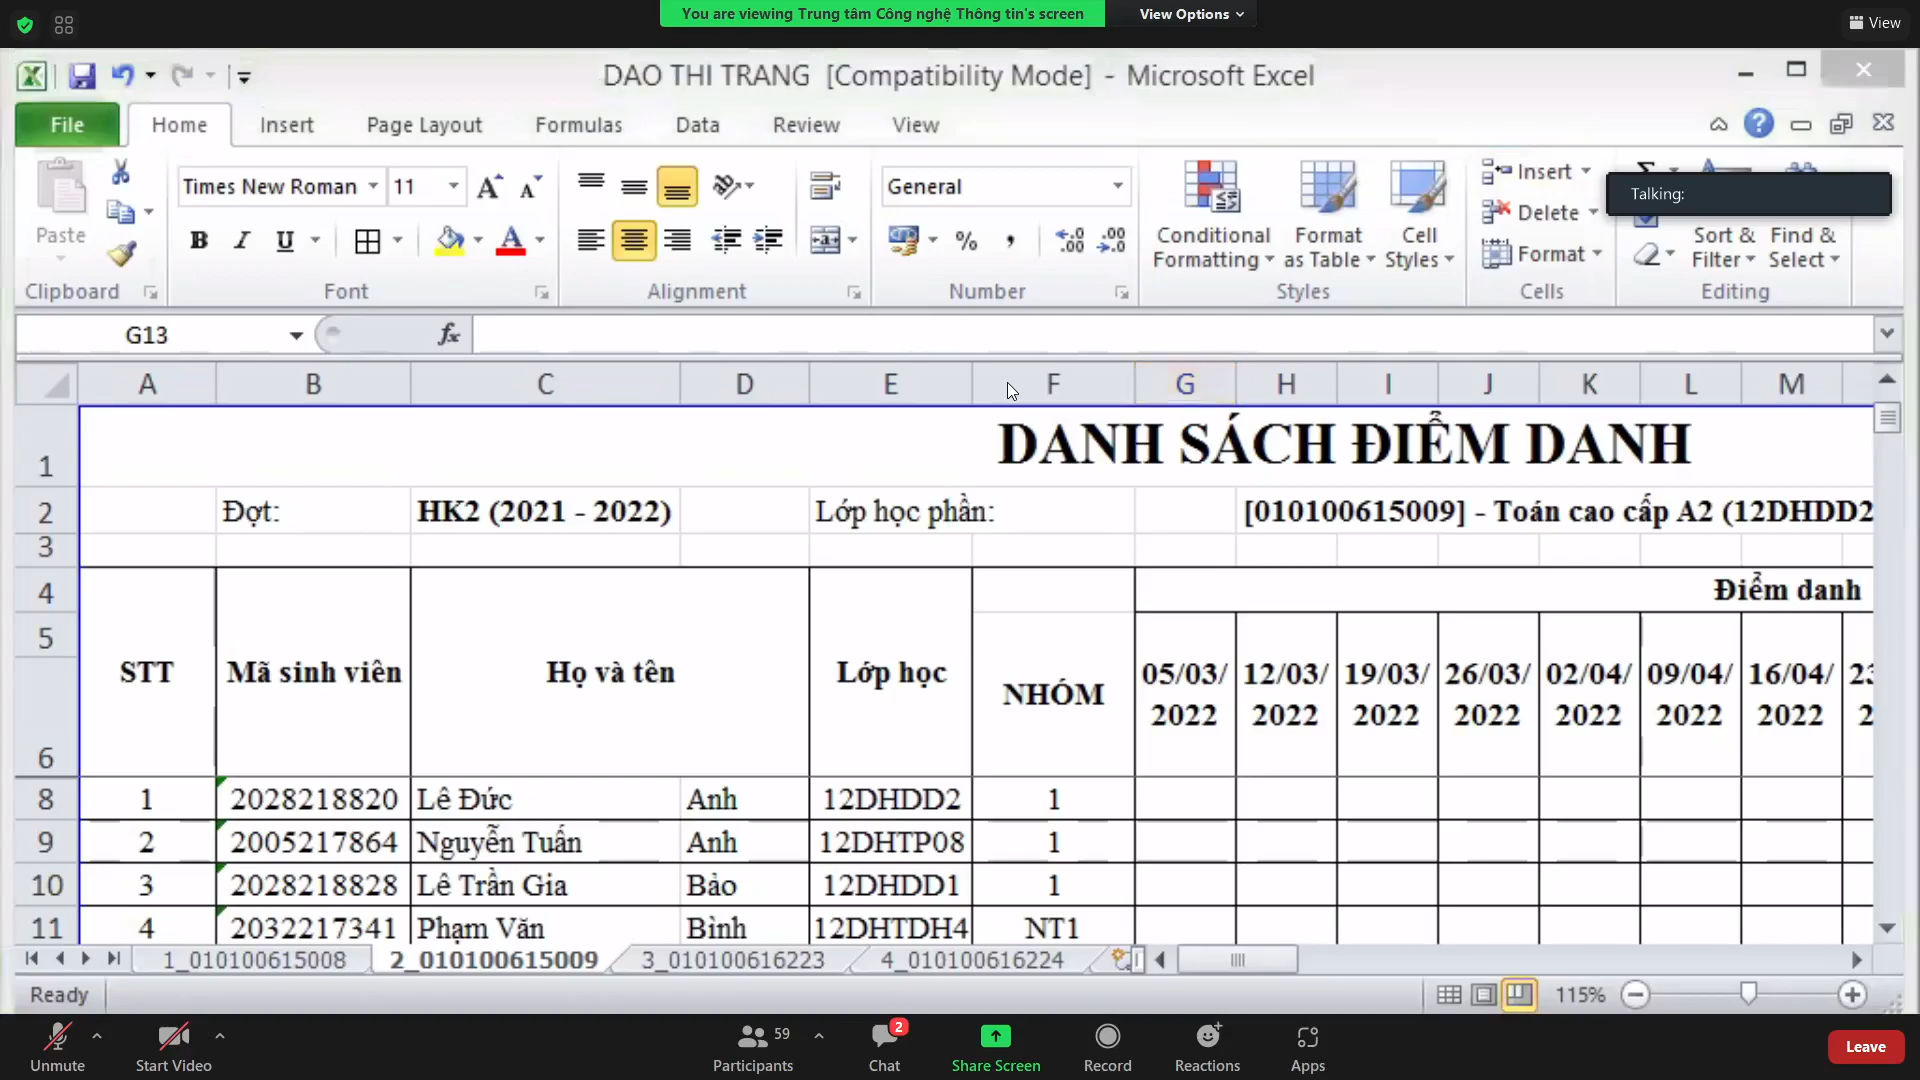 You are viewing Trung tâm Công nghệ Thông tin's screen
View Options
View
DAO THI TRANG [Compatibility Mode] - Microsoft Excel
File Home Insert Page Layout Formulas Data Review View
Times New Roman 11
General
Paste
Conditional Formatting
Format as Table
Cell Styles
Insert
Delete
Format
Talking:
Sort & Filter
Find & Select
Clipboard Font Alignment Number Styles Cells Editing
G13
fx
A B C D E F G H I J K L M
1 DANH SÁCH ĐIỂM DANH
2 Đợt: HK2 (2021 - 2022) Lớp học phần: [010100615009] - Toán cao cấp A2 (12DHDD2
3
4 Điểm danh
5
STT Mã sinh viên Họ và tên Lớp học NHÓM 05/03/2022 12/03/2022 19/03/2022 26/03/2022 02/04/2022 09/04/2022 16/04/2022
6
8 1 2028218820 Lê Đức Anh 12DHDD2 1
9 2 2005217864 Nguyễn Tuấn Anh 12DHTP08 1
10 3 2028218828 Lê Trần Gia Bảo 12DHDD1 1
11 4 2032217341 Phạm Văn Bình 12DHTDH4 NT1
1_010100615008 2_010100615009 3_010100616223 4_010100616224
Ready 115%
59 2
Unmute Start Video Participants Chat Share Screen Record Reactions Apps Leave